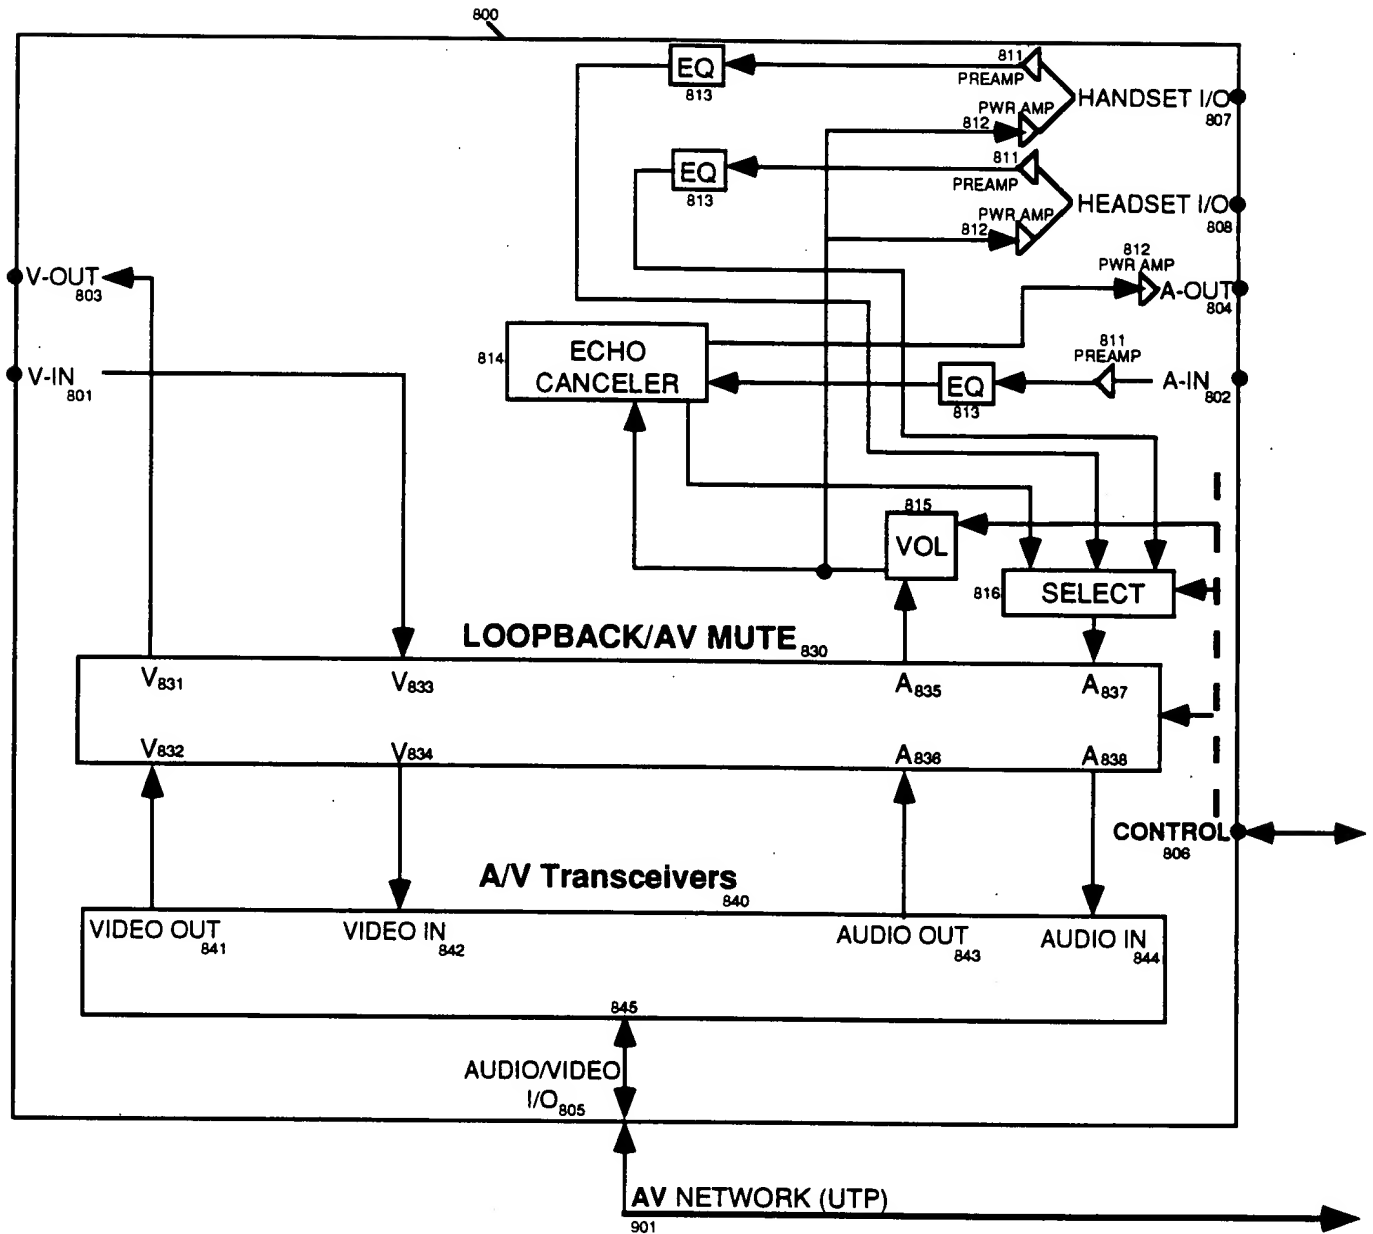 800
EQ
813
811
PREAMP
HANDSET I/O
807
PWR AMP
812
EQ
813
811
PREAMP
HEADSET I/O
808
PWR AMP
812
V-OUT
803
812
PWR AMP
A-OUT
804
V-IN
801
814
ECHO
CANCELER
811
PREAMP
EQ
813
A-IN
802
815
VOL
816
SELECT
LOOPBACK/AV MUTE 830
V831
V833
A835
A837
V832
V834
A836
A838
CONTROL
806
A/V Transceivers
840
VIDEO OUT 841
VIDEO IN 842
AUDIO OUT 843
AUDIO IN
844
845
AUDIO/VIDEO
I/O805
AV NETWORK (UTP)
901